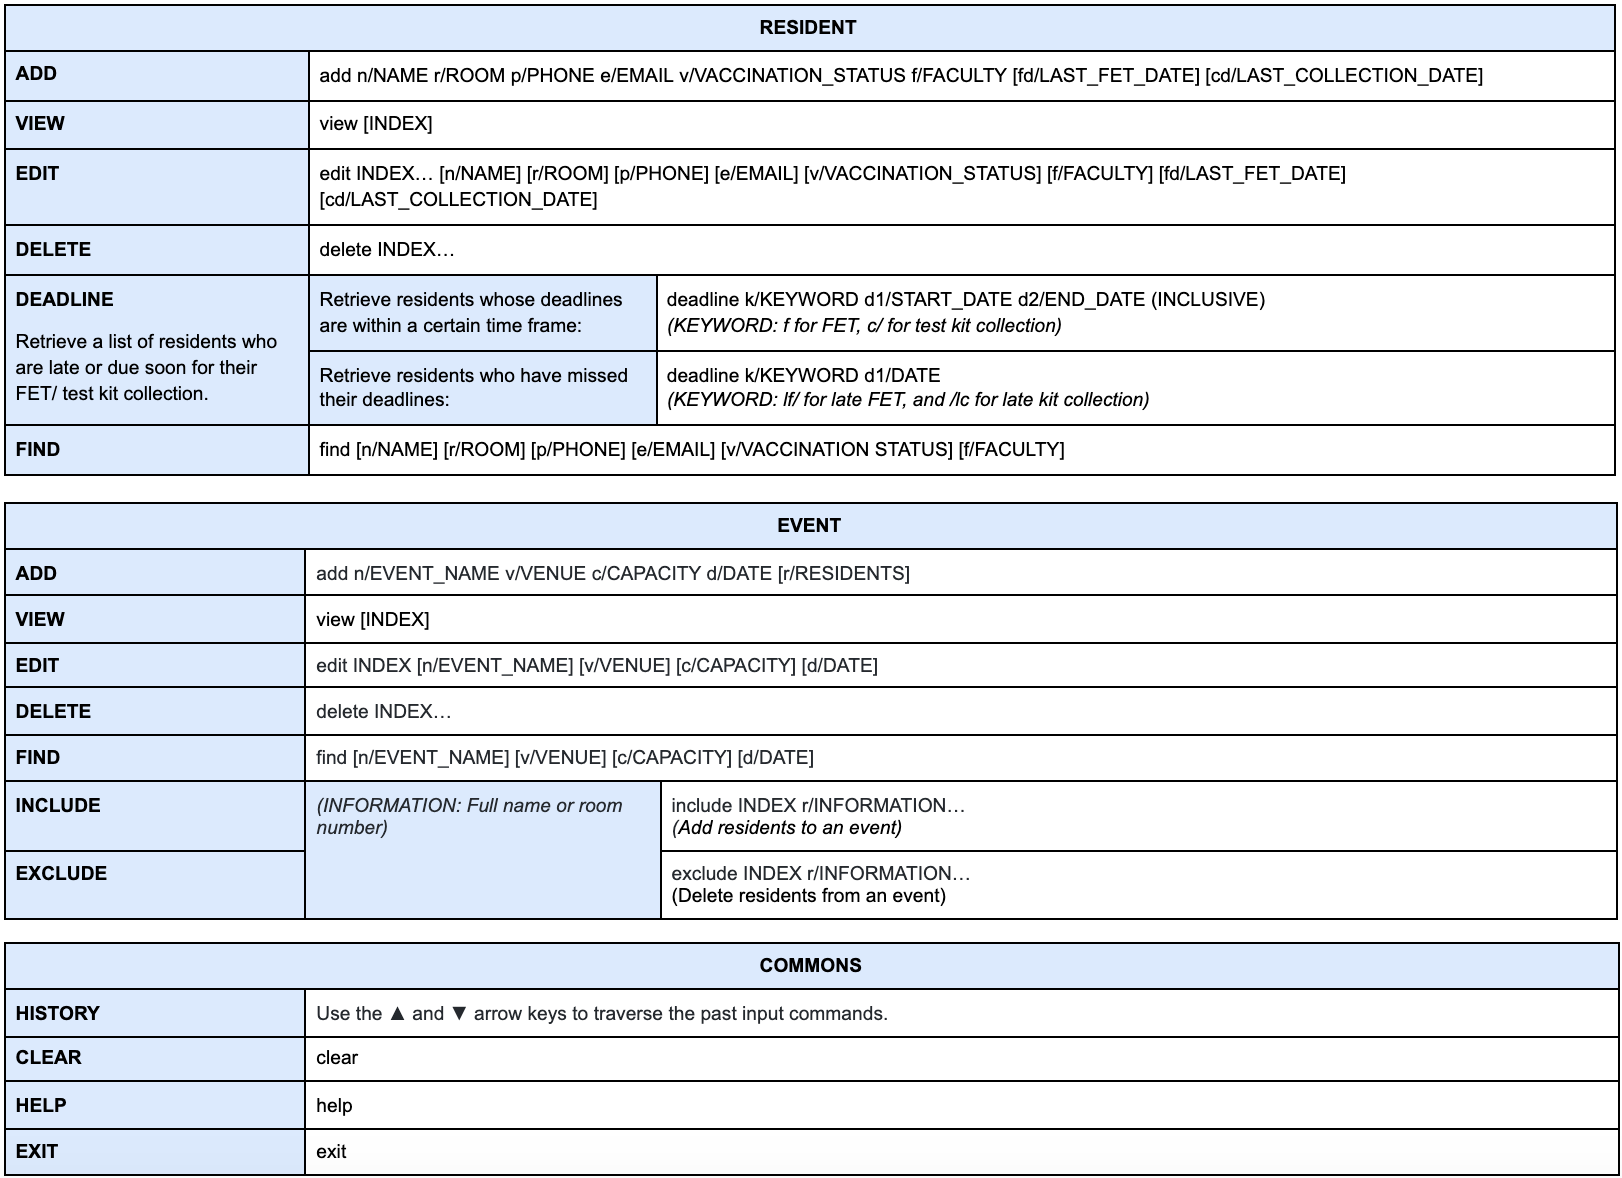 RESIDENT
ADD
add n/NAME r/ROOM p/PHONE e/EMAIL v/VACCINATION_STATUS f/FACULTY [fd/LAST_FET_DATE] [cd/LAST_COLLECTION_DATE]
VIEW
view [INDEX]
EDIT
edit INDEX… [n/NAME] [r/ROOM] [p/PHONE] [e/EMAIL] [v/VACCINATION_STATUS] [f/FACULTY] [fd/LAST_FET_DATE]
[cd/LAST_COLLECTION_DATE]
DELETE
delete INDEX…
DEADLINE
Retrieve a list of residents who
are late or due soon for their
FET/ test kit collection.
Retrieve residents whose deadlines
are within a certain time frame:
deadline k/KEYWORD d1/START_DATE d2/END_DATE (INCLUSIVE)
(KEYWORD: f for FET, c/ for test kit collection)
Retrieve residents who have missed
their deadlines:
deadline k/KEYWORD d1/DATE
(KEYWORD: lf/ for late FET, and /lc for late kit collection)
FIND
find [n/NAME] [r/ROOM] [p/PHONE] [e/EMAIL] [v/VACCINATION STATUS] [f/FACULTY]
EVENT
ADD
add n/EVENT_NAME v/VENUE c/CAPACITY d/DATE [r/RESIDENTS]
VIEW
view [INDEX]
EDIT
edit INDEX [n/EVENT_NAME] [v/VENUE] [c/CAPACITY] [d/DATE]
DELETE
delete INDEX…
FIND
find [n/EVENT_NAME] [v/VENUE] [c/CAPACITY] [d/DATE]
INCLUDE
(INFORMATION: Full name or room
number)
include INDEX r/INFORMATION…
(Add residents to an event)
EXCLUDE
exclude INDEX r/INFORMATION…
(Delete residents from an event)
COMMONS
HISTORY
Use the ▲ and ▼ arrow keys to traverse the past input commands.
CLEAR
clear
HELP
help
EXIT
exit